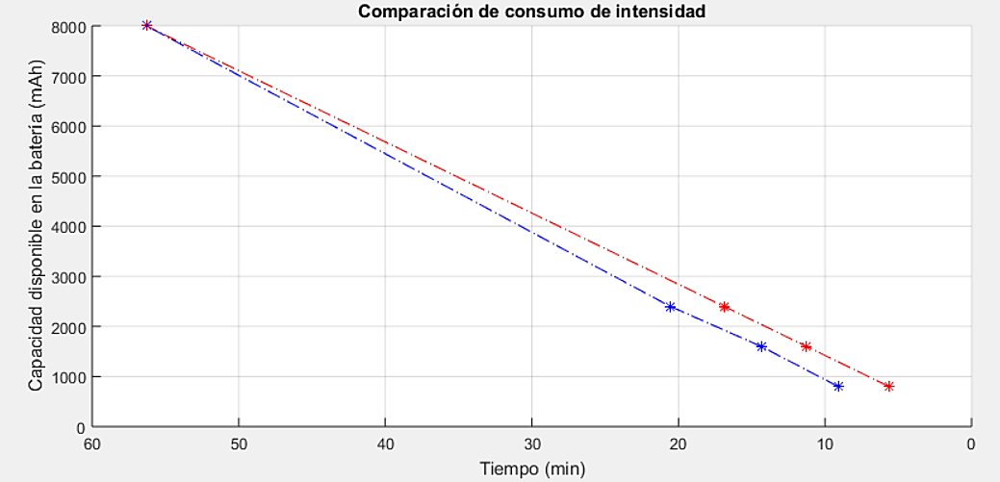 Comparación de consumo de intensidad
Capacidad disponible en la batería (mAh)
8000
7000
6000
5000
4000
3000
2000
1000
0
60 50 40 30 20 10 0
Tiempo (min)